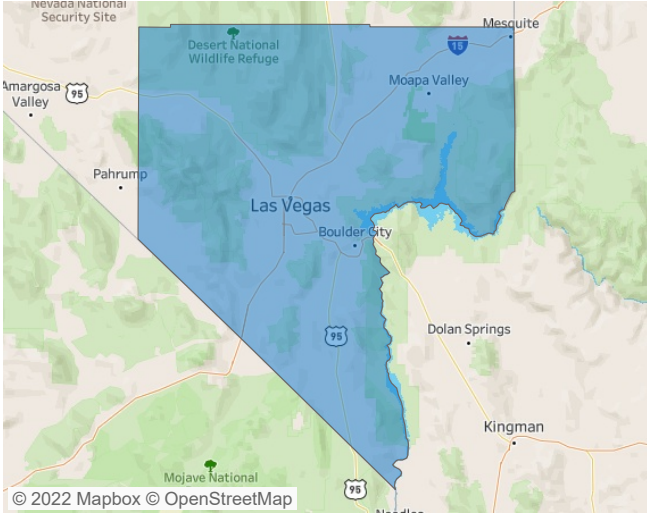 Nevada National
Security Site
Mesquite
Desert National
Wildlife Refuge
15
Moapa Valley
Amargosa
Valley
95
Pahrump
Las Vegas
Boulder City
95
Dolan Springs
Kingman
Mojave National
95
© 2022 Mapbox © OpenStreetMap
Needles